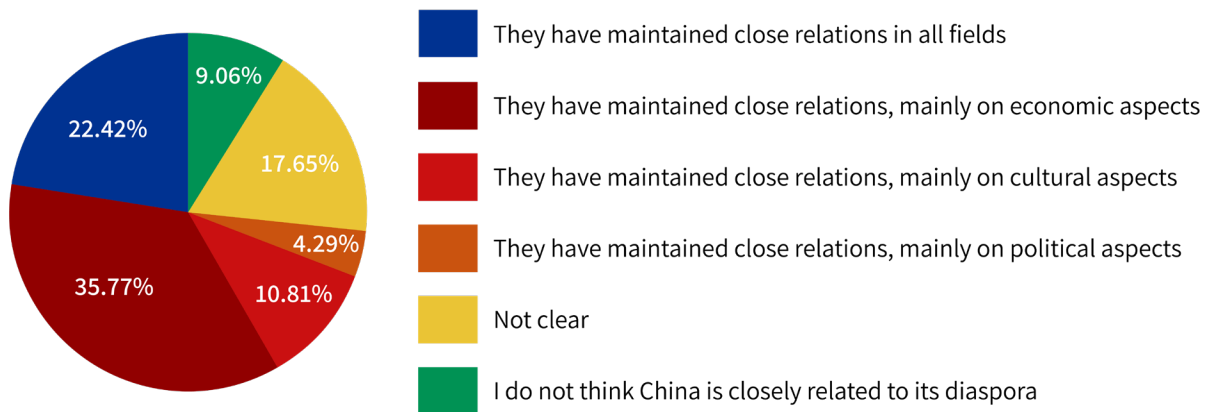 9.06%
22.42%
17.65%
4.29%
35.77%
10.81%
They have maintained close relations in all fields
They have maintained close relations, mainly on economic aspects
They have maintained close relations, mainly on cultural aspects
They have maintained close relations, mainly on political aspects
Not clear
I do not think China is closely related to its diaspora